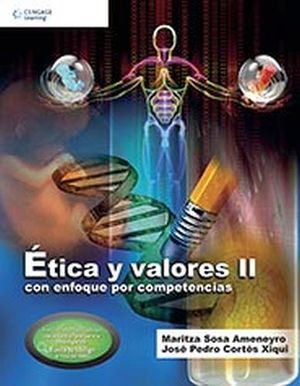 CENGAGE
Learning
Ética y valores II
con enfoque por competencias
Maritza Sosa Ameneyro
José Pedro Cortés Xiqui